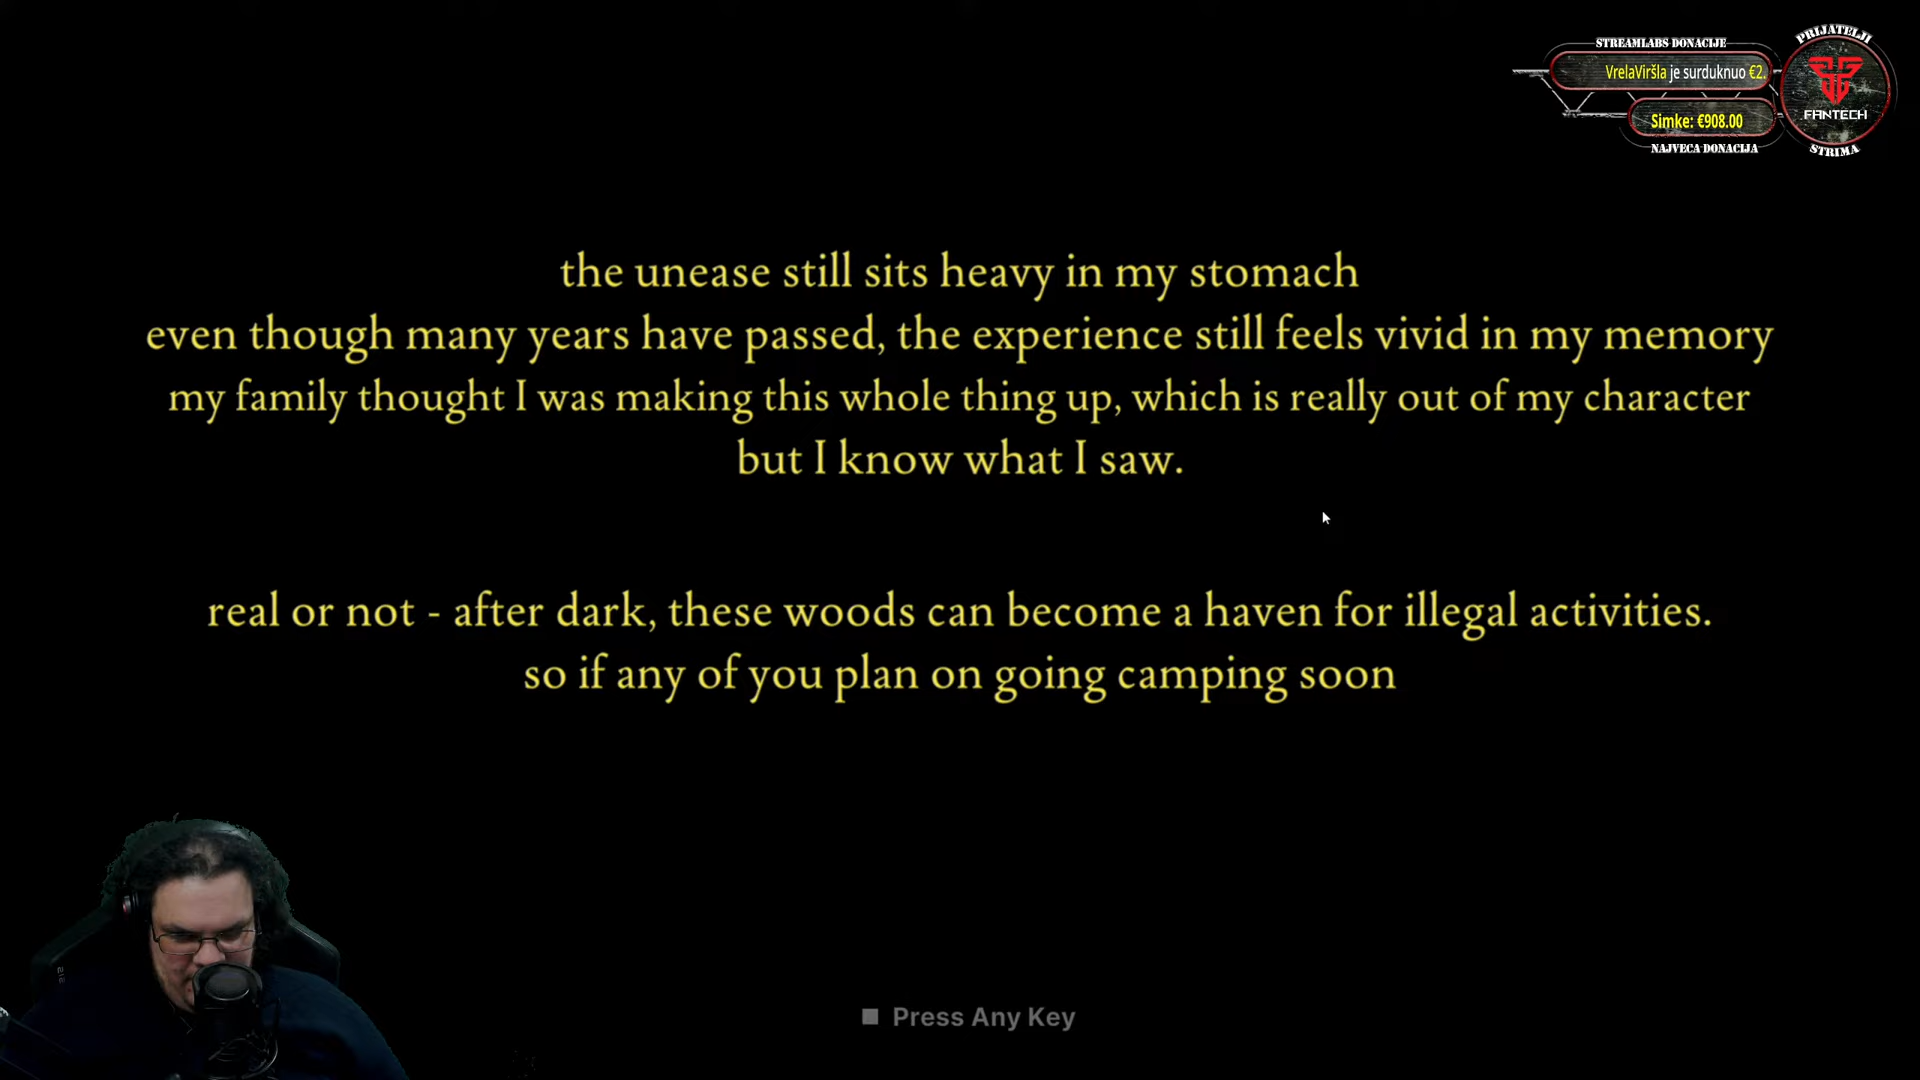 STREAMLABS DONACIJE
VrelaViršla je surduknuo €2.
Simke: €908.00
NAJVECA DONACIJA
PRIJATELJI
FANTECH
STRIMA
the unease still sits heavy in my stomach
even though many years have passed, the experience still feels vivid in my memory
my family thought I was making this whole thing up, which is really out of my character
but I know what I saw.
real or not - after dark, these woods can become a haven for illegal activities.
so if any of you plan on going camping soon
Press Any Key